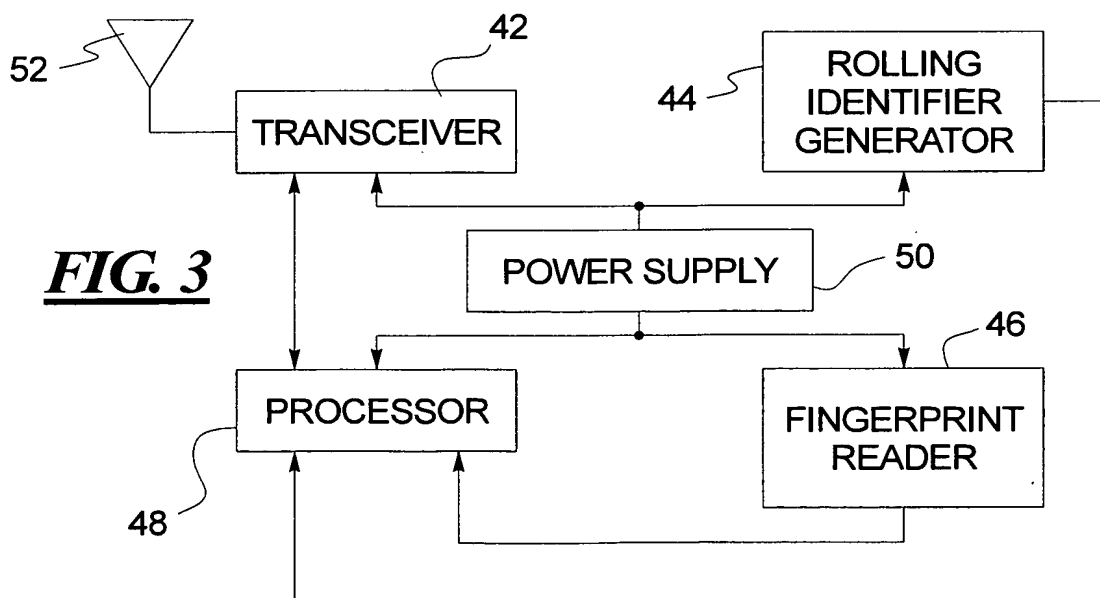 52
42
TRANSCEIVER
44
ROLLING
IDENTIFIER
GENERATOR
FIG. 3
POWER SUPPLY
50
PROCESSOR
48
46
FINGERPRINT
READER